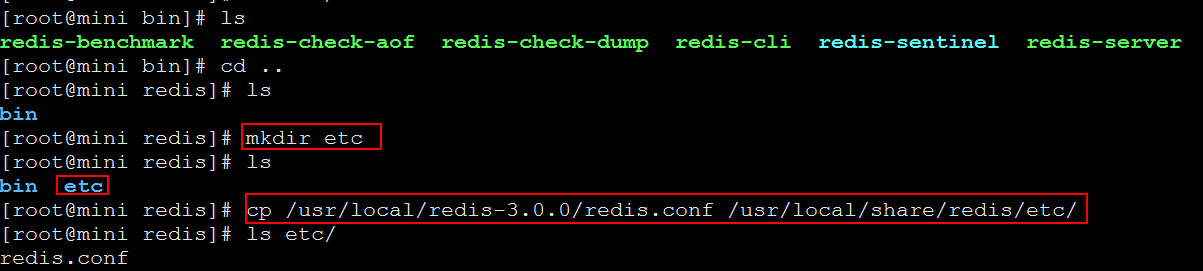 [root@mini bin]# ls
redis-benchmark redis-check-aof redis-check-dump redis-cli redis-sentinel redis-server
[root@mini bin]# cd ..
[root@mini redis]# ls
bin
[root@mini redis]# mkdir etc
[root@mini redis]# ls
bin etc
[root@mini redis]# cp /usr/local/redis-3.0.0/redis.conf /usr/local/share/redis/etc/
[root@mini redis]# ls etc/
redis.conf